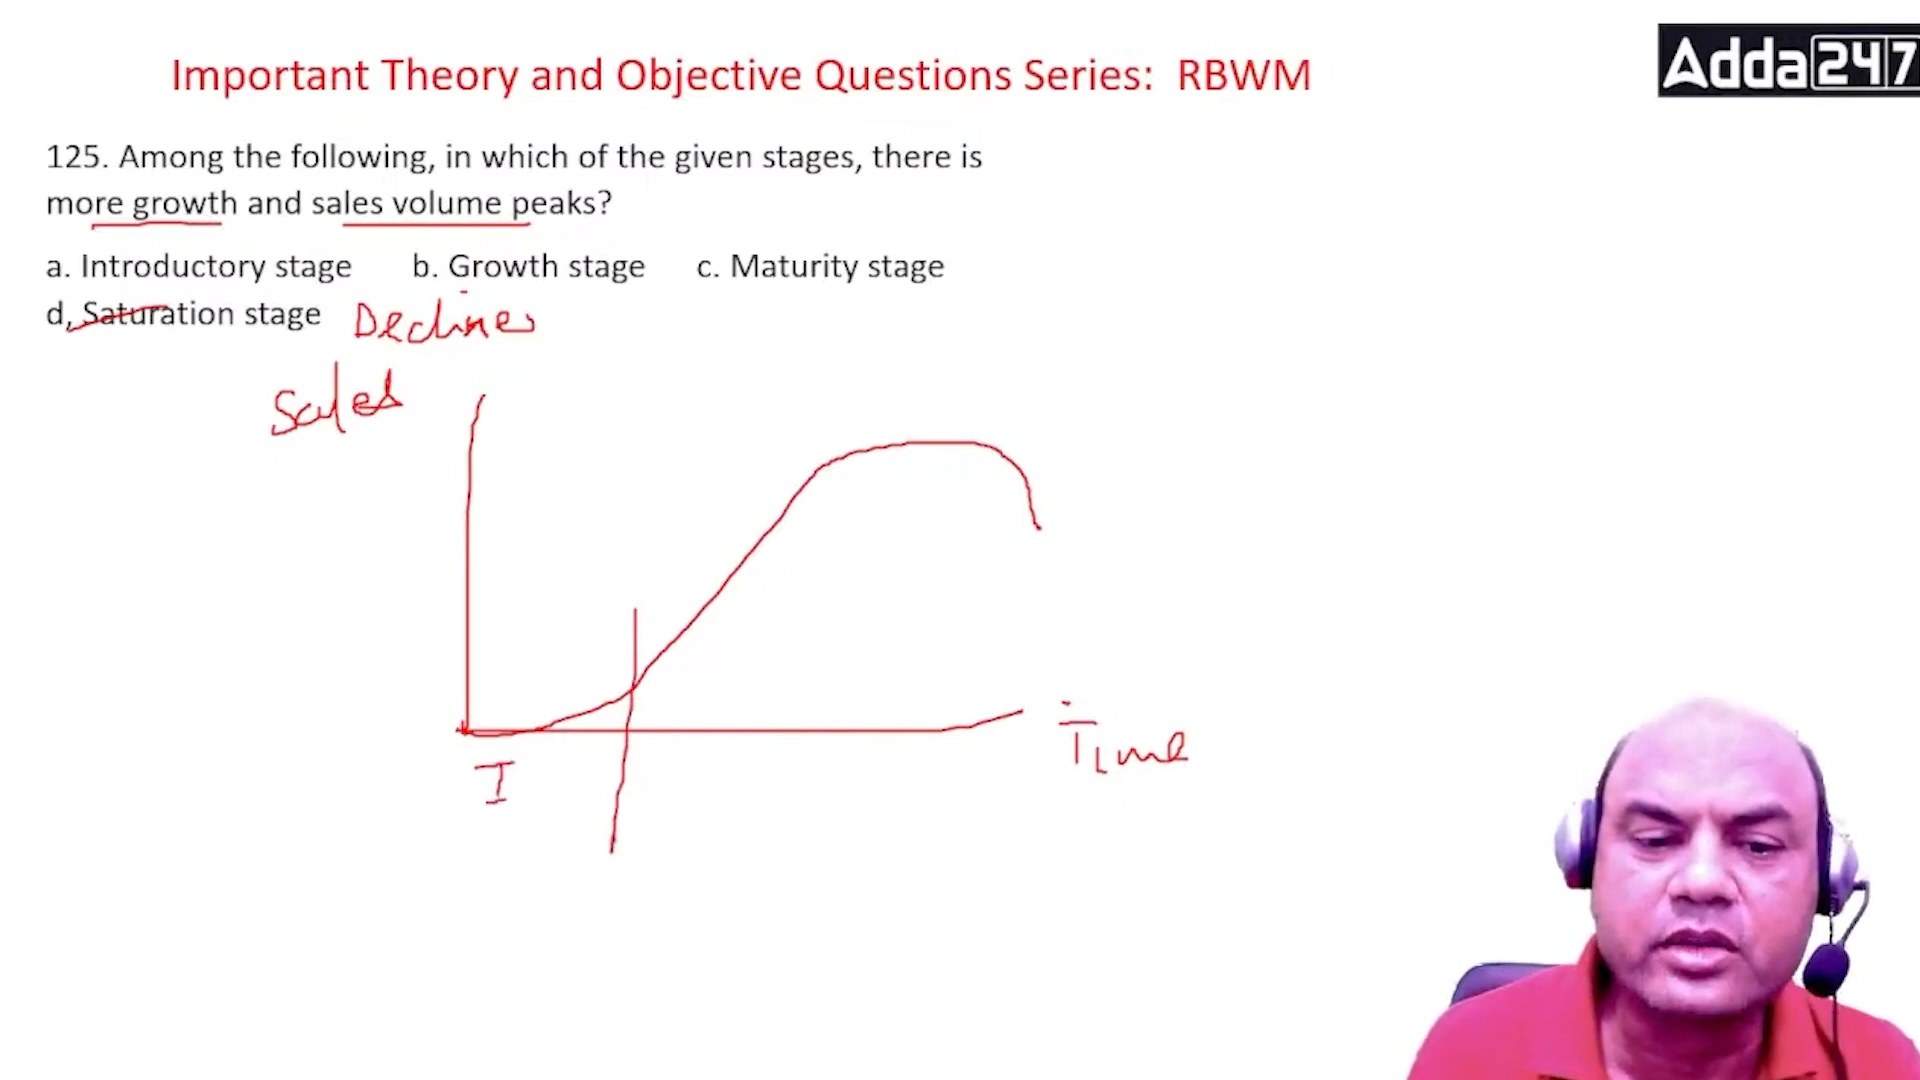 Important Theory and Objective Questions Series: RBWM
Adda247
125. Among the following, in which of the given stages, there is
more growth and sales volume peaks?
a. Introductory stage b. Growth stage c. Maturity stage
d, Saturation stage Decline
Sales
Time
I